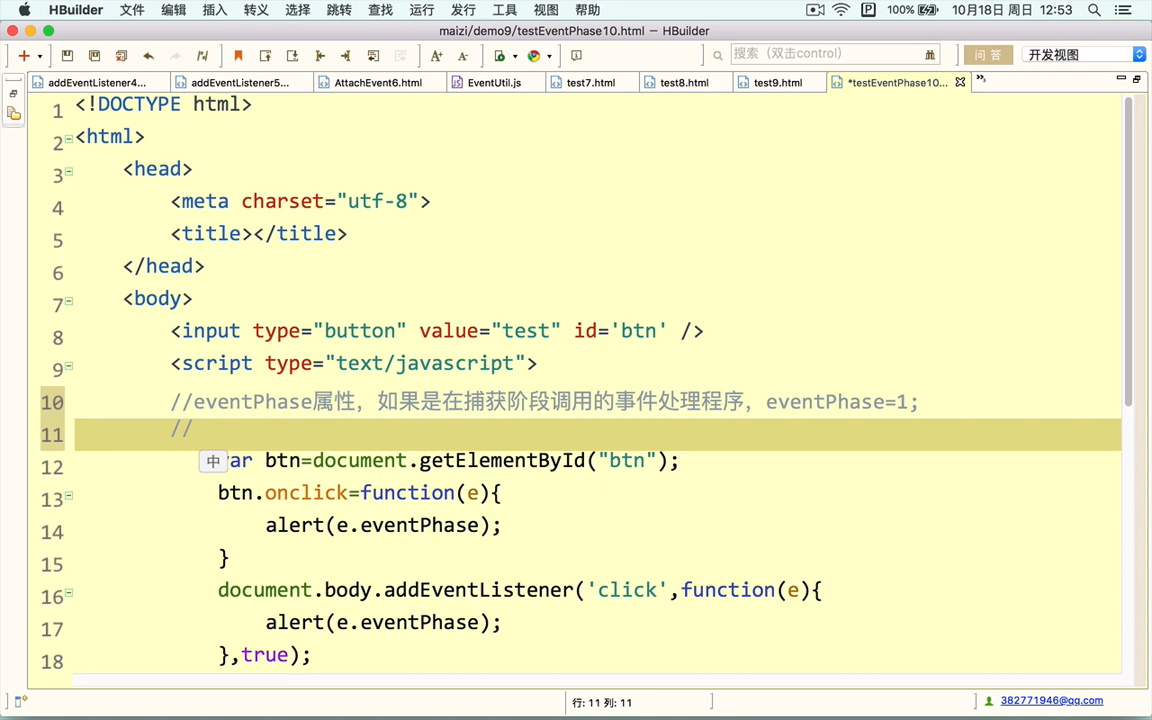 HBuilder 文件 编辑 插入 转义 选择 跳转 查找 运行 发行 工具 视图 帮助 100% 10月18日 周日 12:53
maizi/demo9/testEventPhase10.html — HBuilder
搜索（双击control） 问 答 开发视图
addEventListener4... addEventListener5... AttachEvent6.html EventUtil.js test7.html test8.html test9.html *testEventPhase10...
1 <!DOCTYPE html>
2 <html>
3 <head>
4 <meta charset="utf-8">
5 <title></title>
6 </head>
7 <body>
8 <input type="button" value="test" id='btn' />
9 <script type="text/javascript">
10 //eventPhase属性，如果是在捕获阶段调用的事件处理程序，eventPhase=1;
11 //
12 中 ar btn=document.getElementById("btn");
13 btn.onclick=function(e){
14 alert(e.eventPhase);
15 }
16 document.body.addEventListener('click',function(e){
17 alert(e.eventPhase);
18 },true);
行: 11 列: 11 382771946@qq.com